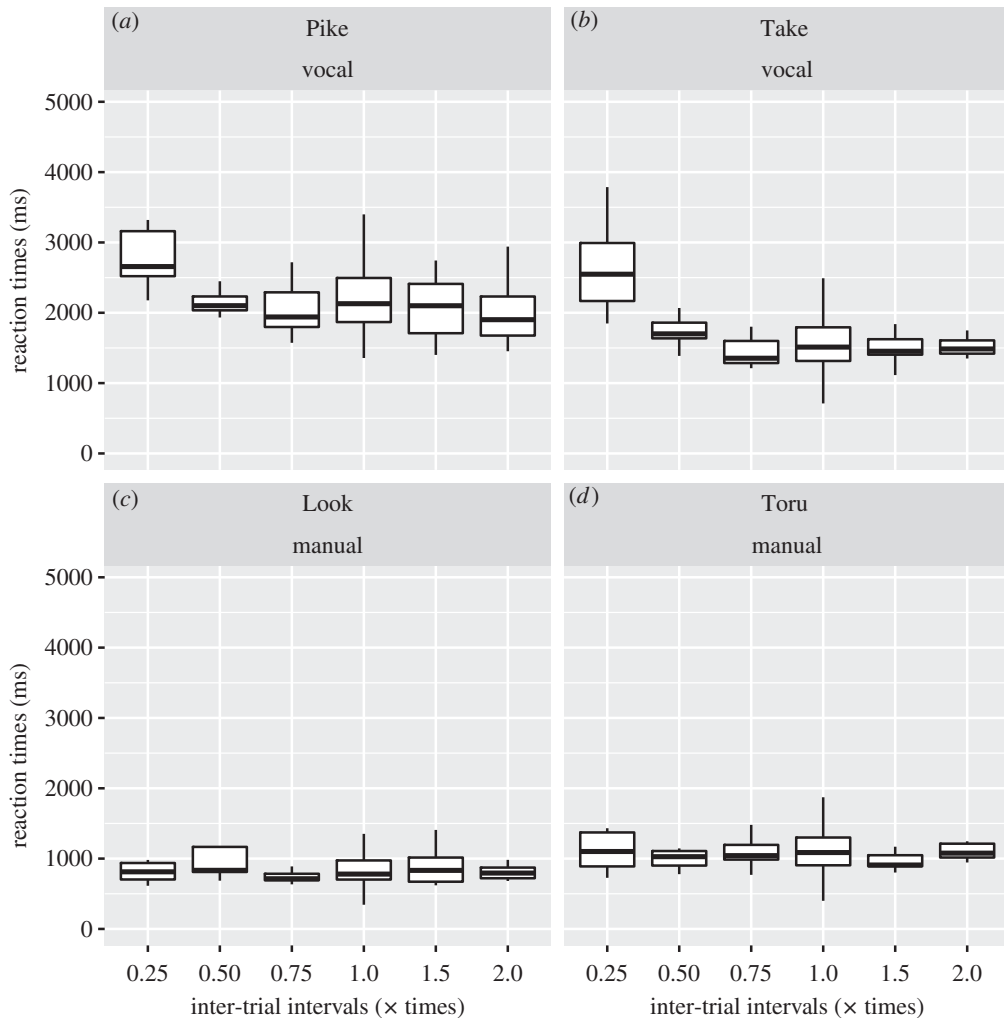 (a) Pike
vocal
(b) Take
vocal
reaction times (ms)
5000
4000
3000
2000
1000
0
(c) Look
manual
(d) Toru
manual
reaction times (ms)
5000
4000
3000
2000
1000
0
0.25 0.50 0.75 1.0 1.5 2.0
inter-trial intervals (× times)
0.25 0.50 0.75 1.0 1.5 2.0
inter-trial intervals (× times)